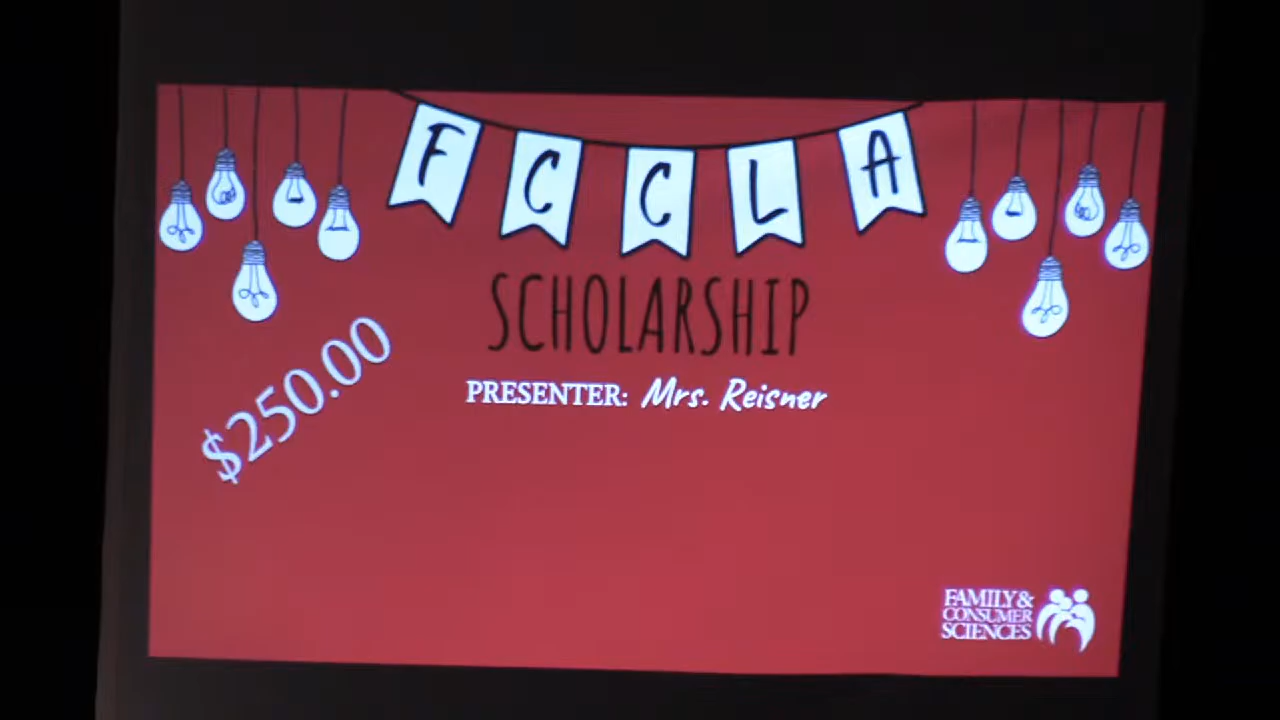 FCCLA
SCHOLARSHIP
$250.00
PRESENTER: Mrs. Reisner
FAMILY &
CONSUMER
SCIENCES